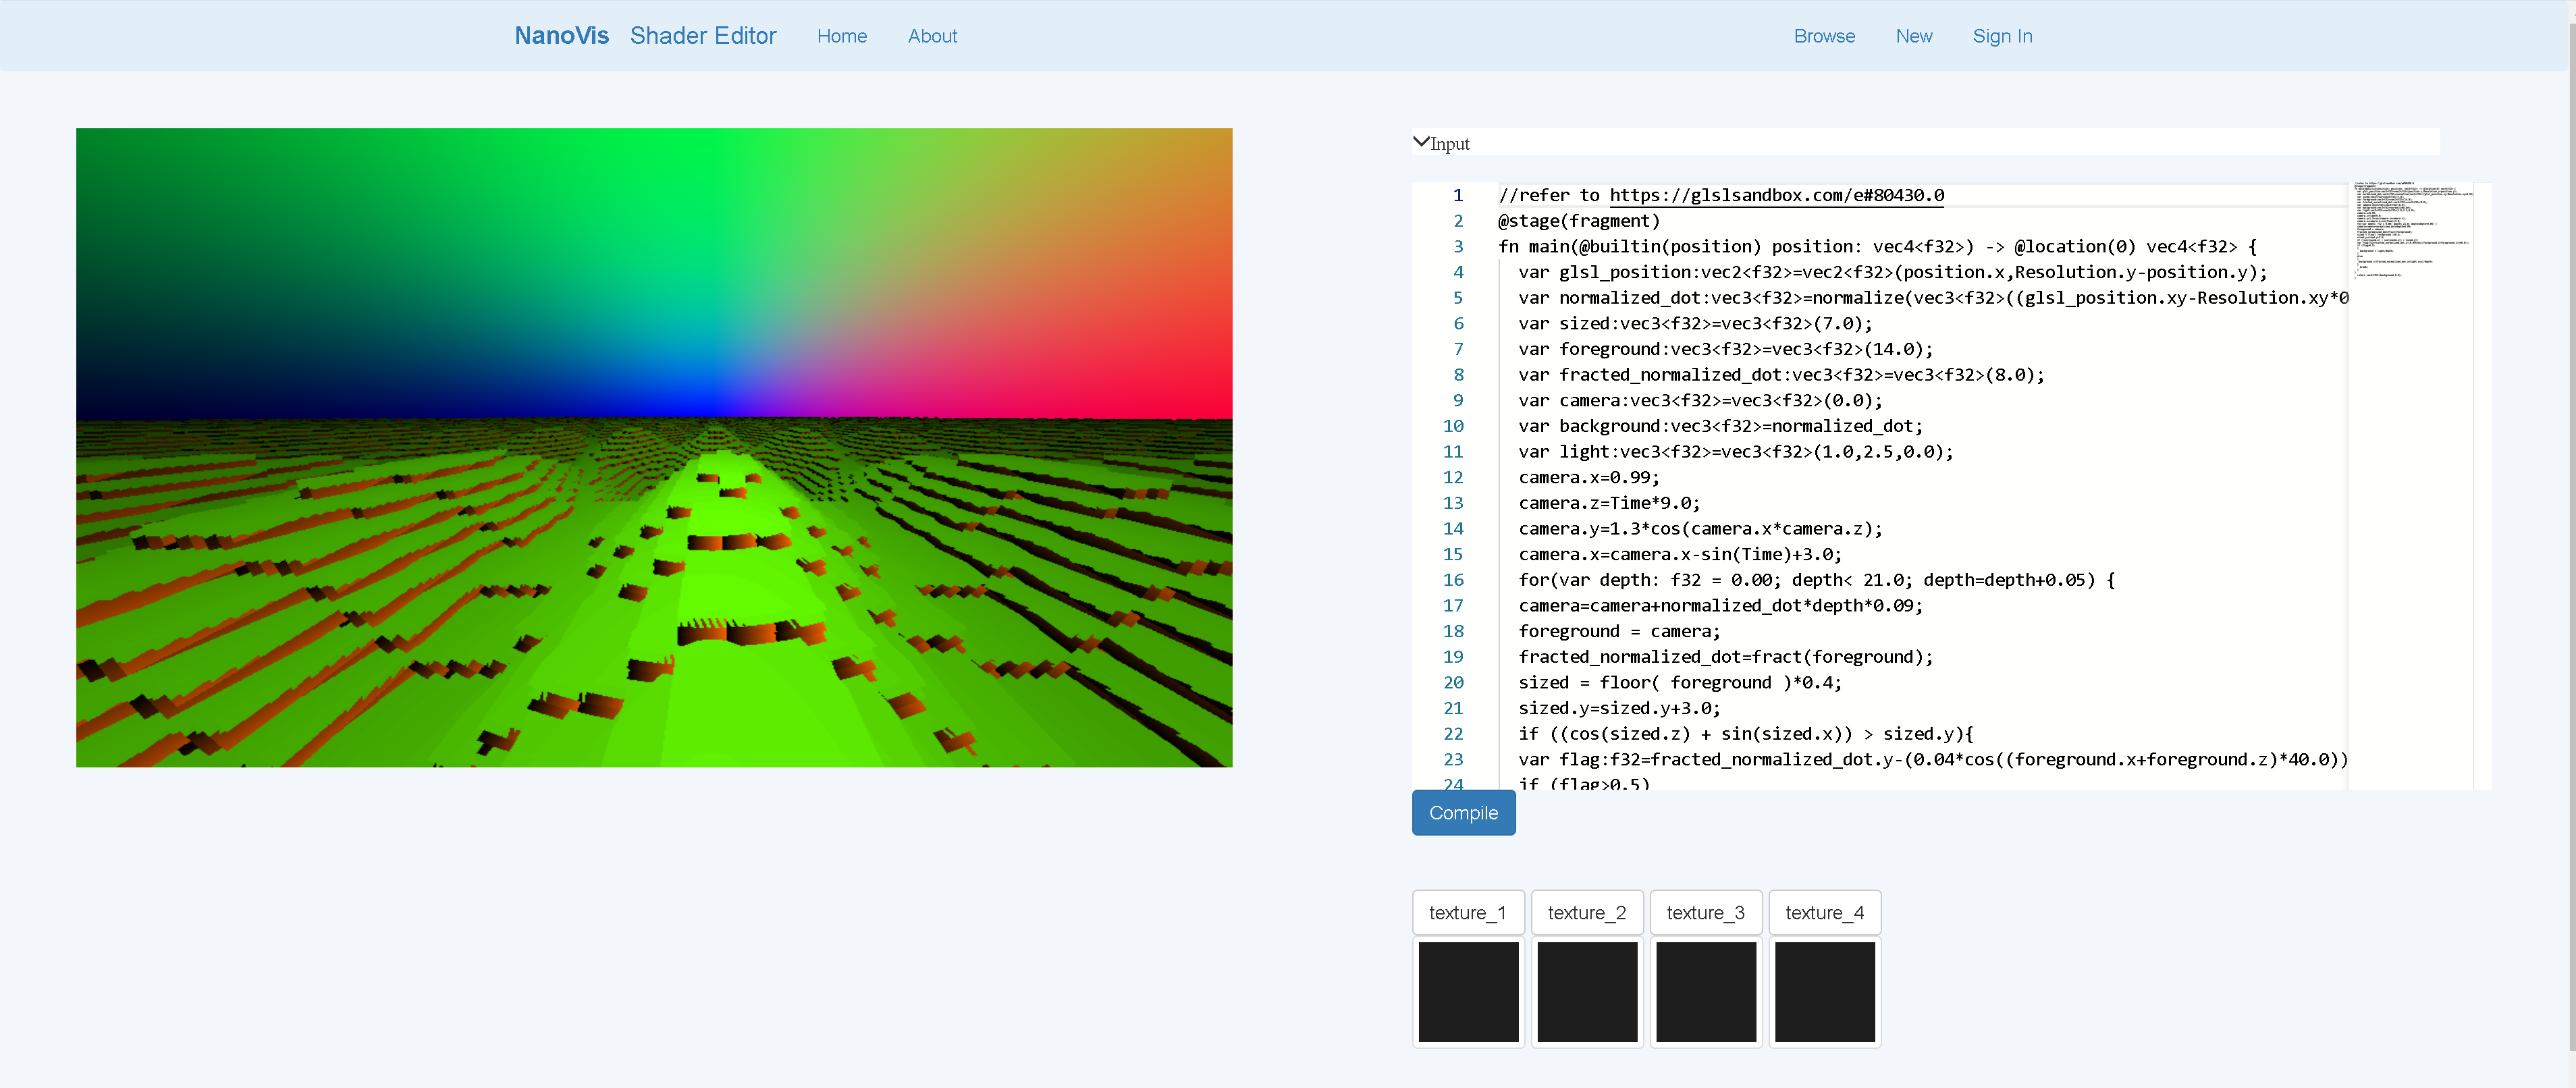 NanoVis Shader Editor Home About Browse New Sign In
Input
1 //refer to https://glslsandbox.com/e#80430.0
2 @stage(fragment)
3 fn main(@builtin(position) position: vec4<f32>) -> @location(0) vec4<f32> {
4 var glsl_position:vec2<f32>=vec2<f32>(position.x,Resolution.y-position.y);
5 var normalized_dot:vec3<f32>=normalize(vec3<f32>((glsl_position.xy-Resolution.xy*0
6 var sized:vec3<f32>=vec3<f32>(7.0);
7 var foreground:vec3<f32>=vec3<f32>(14.0);
8 var fracted_normalized_dot:vec3<f32>=vec3<f32>(8.0);
9 var camera:vec3<f32>=vec3<f32>(0.0);
10 var background:vec3<f32>=normalized_dot;
11 var light:vec3<f32>=vec3<f32>(1.0,2.5,0.0);
12 camera.x=0.99;
13 camera.z=Time*9.0;
14 camera.y=1.3*cos(camera.x*camera.z);
15 camera.x=camera.x-sin(Time)+3.0;
16 for(var depth: f32 = 0.00; depth< 21.0; depth=depth+0.05) {
17 camera=camera+normalized_dot*depth*0.09;
18 foreground = camera;
19 fracted_normalized_dot=fract(foreground);
20 sized = floor( foreground )*0.4;
21 sized.y=sized.y+3.0;
22 if ((cos(sized.z) + sin(sized.x)) > sized.y){
23 var flag:f32=fracted_normalized_dot.y-(0.04*cos((foreground.x+foreground.z)*40.0))
24 if (flag>0.5)
Compile
texture_1 texture_2 texture_3 texture_4